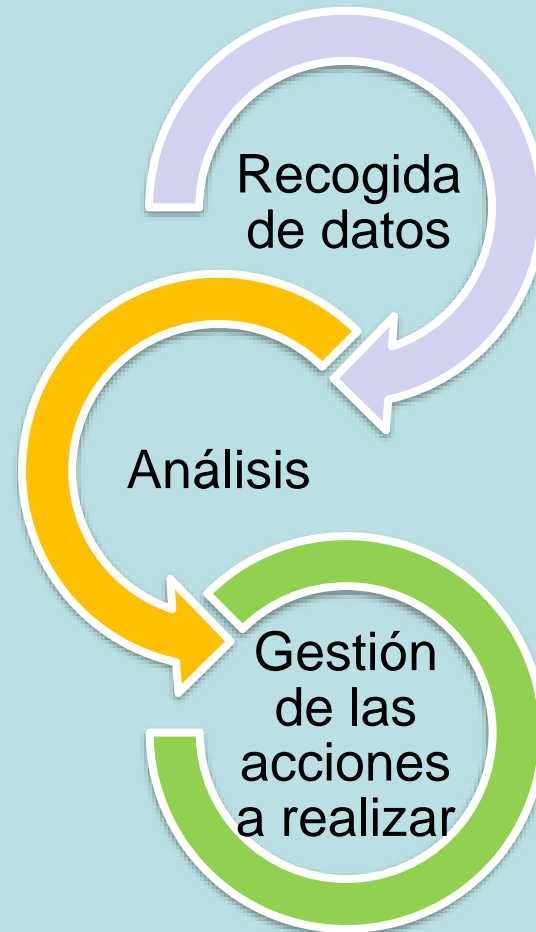 Recogida
de datos
Análisis
Gestión
de las
acciones
a realizar